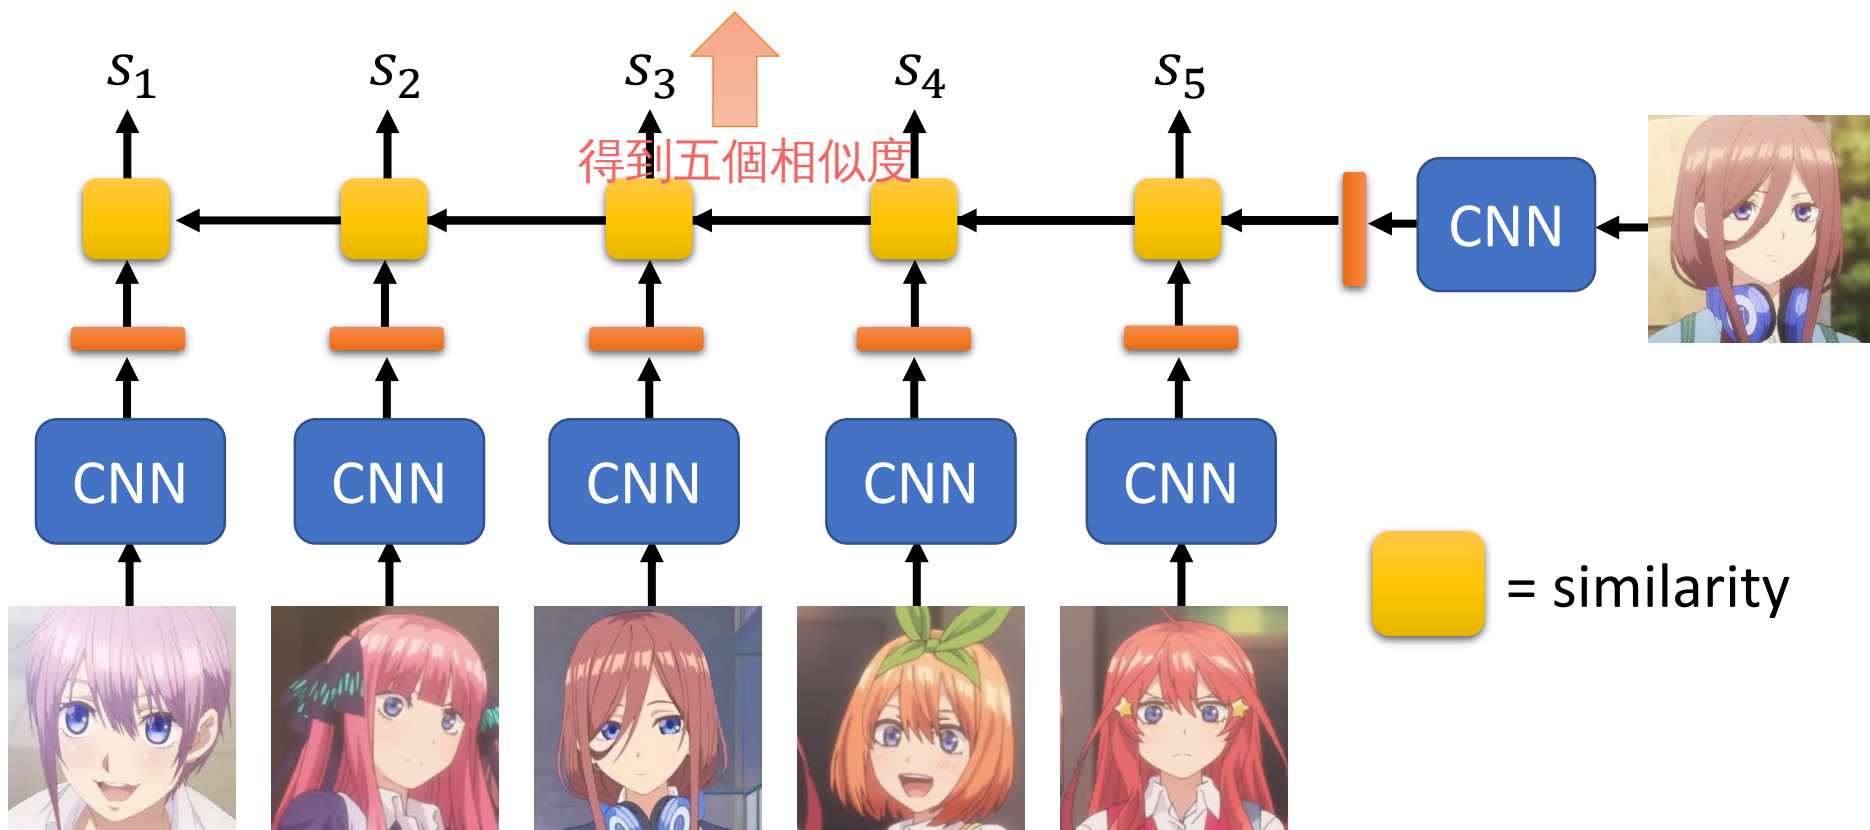 s₁ s₂ s₃ s₄ s₅
得到五個相似度
CNN
CNN CNN CNN CNN CNN
= similarity